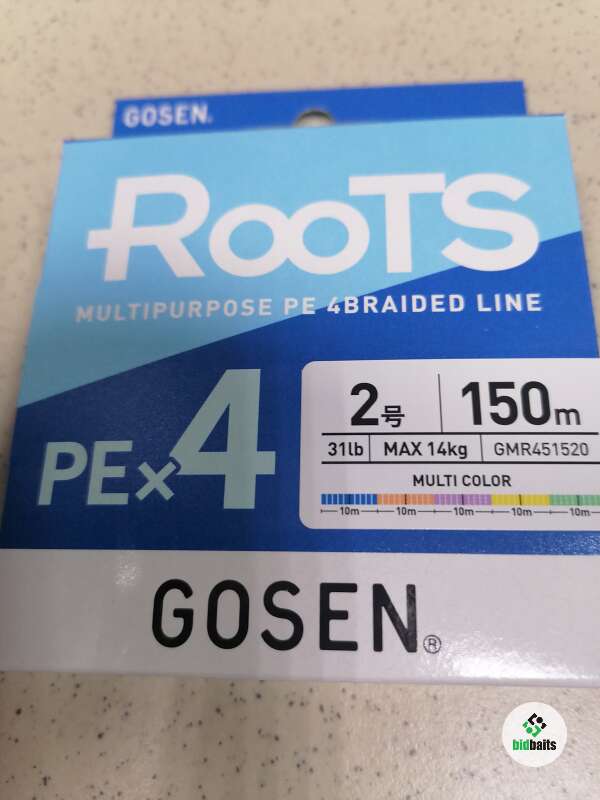 GOSEN®
RooTS
MULTIPURPOSE PE 4BRAIDED LINE
PE×4
2号 150m
31lb MAX 14kg GMR451520
MULTI COLOR
10m 10m 10m 10m 10m
GOSEN®
bidbaits